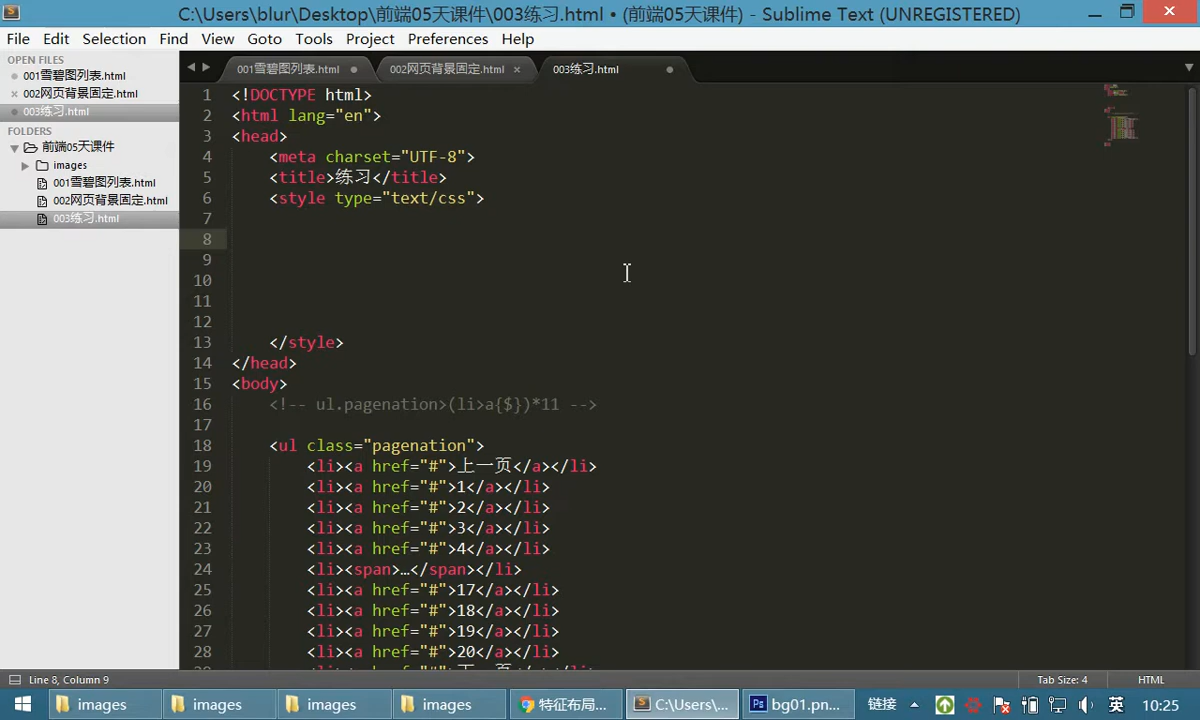 C:\Users\blur\Desktop\前端05天课件\003练习.html • (前端05天课件) - Sublime Text (UNREGISTERED)
File Edit Selection Find View Goto Tools Project Preferences Help
OPEN FILES
001雪碧图列表.html
002网页背景固定.html
003练习.html
FOLDERS
前端05天课件
images
001雪碧图列表.html
002网页背景固定.html
003练习.html
001雪碧图列表.html 002网页背景固定.html 003练习.html
1 <!DOCTYPE html>
2 <html lang="en">
3 <head>
4 <meta charset="UTF-8">
5 <title>练习</title>
6 <style type="text/css">
7
8
9
10
11
12
13 </style>
14 </head>
15 <body>
16 <!-- ul.pagenation>(li>a{$})*11 -->
17
18 <ul class="pagenation">
19 <li><a href="#">上一页</a></li>
20 <li><a href="#">1</a></li>
21 <li><a href="#">2</a></li>
22 <li><a href="#">3</a></li>
23 <li><a href="#">4</a></li>
24 <li><span>…</span></li>
25 <li><a href="#">17</a></li>
26 <li><a href="#">18</a></li>
27 <li><a href="#">19</a></li>
28 <li><a href="#">20</a></li>
Line 8, Column 9 Tab Size: 4 HTML
images images images images 特征布局... C:\Users\... bg01.pn... 链接 英 10:25